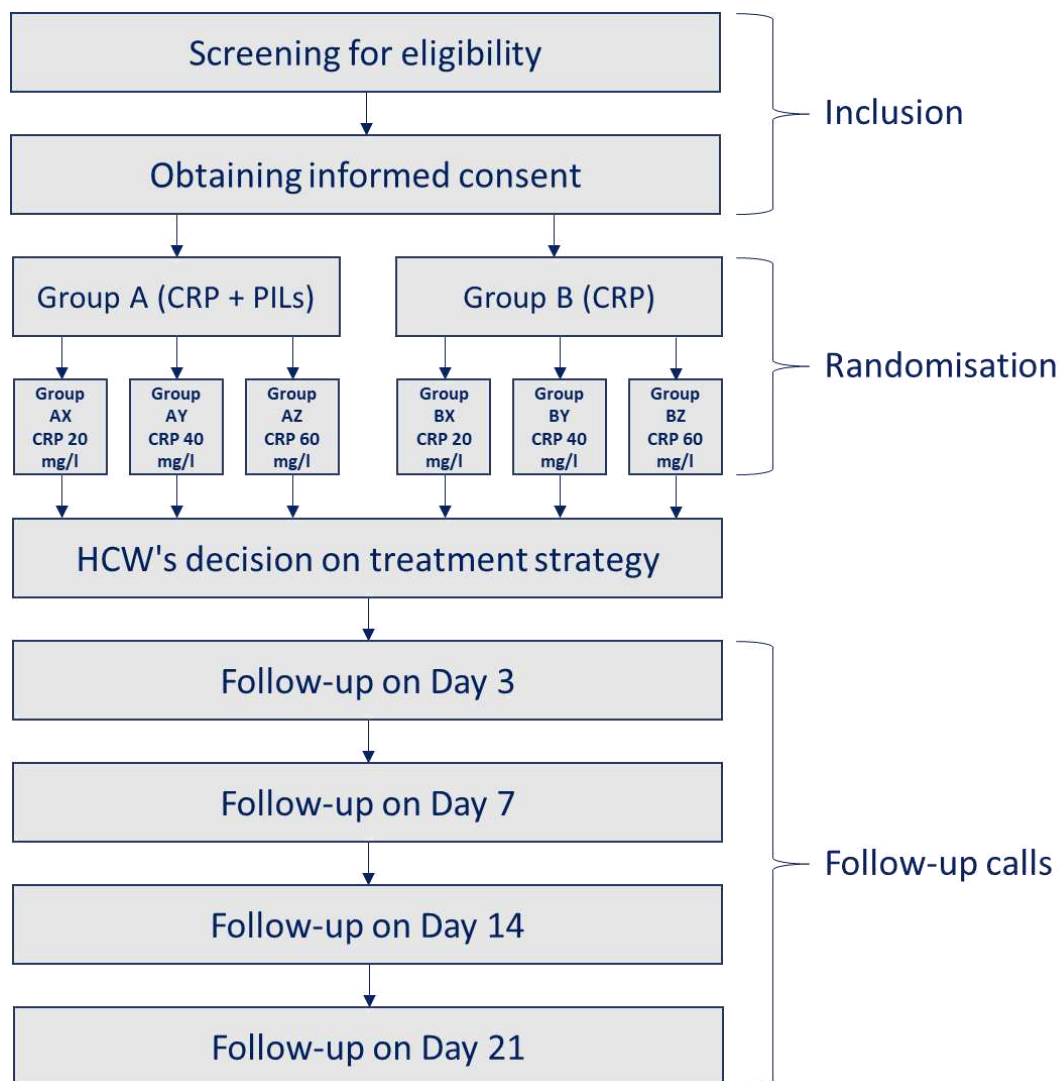 Screening for eligibility
Inclusion
Obtaining informed consent
Group A (CRP + PILs)
Group B (CRP)
Randomisation
Group
AX
CRP 20
mg/l
Group
AY
CRP 40
mg/l
Group
AZ
CRP 60
mg/l
Group
BX
CRP 20
mg/l
Group
BY
CRP 40
mg/l
Group
BZ
CRP 60
mg/l
HCW's decision on treatment strategy
Follow-up on Day 3
Follow-up on Day 7
Follow-up calls
Follow-up on Day 14
Follow-up on Day 21